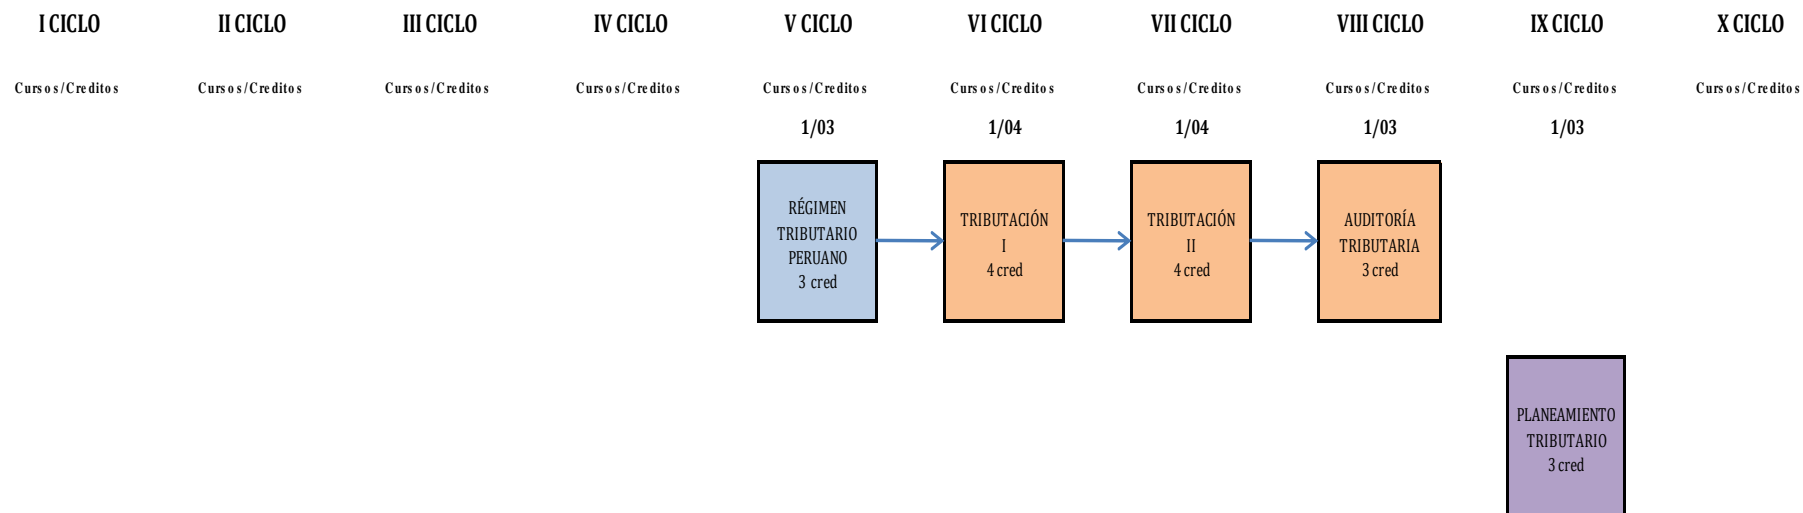 I CICLO II CICLO III CICLO IV CICLO V CICLO VI CICLO VII CICLO VIII CICLO IX CICLO X CICLO
Cursos/Creditos Cursos/Creditos Cursos/Creditos Cursos/Creditos Cursos/Creditos Cursos/Creditos Cursos/Creditos Cursos/Creditos Cursos/Creditos Cursos/Creditos
1/03 1/04 1/04 1/03 1/03
RÉGIMEN
TRIBUTARIO
PERUANO
3 cred
TRIBUTACIÓN
I
4 cred
TRIBUTACIÓN
II
4 cred
AUDITORÍA
TRIBUTARIA
3 cred
PLANEAMIENTO
TRIBUTARIO
3 cred